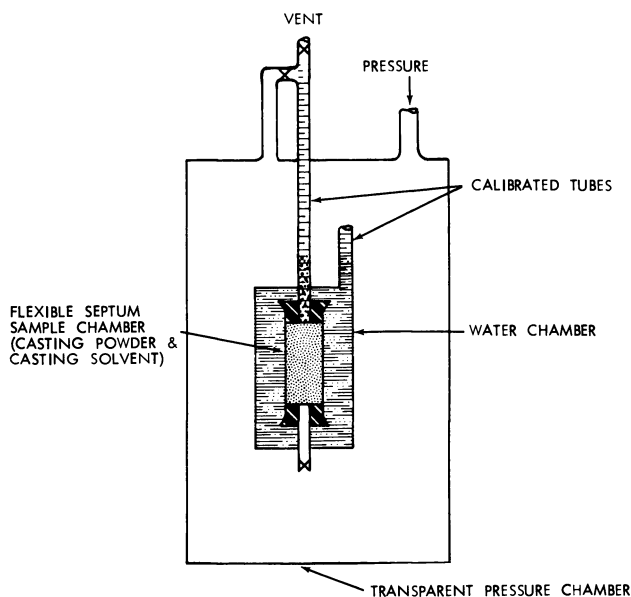 VENT
PRESSURE
CALIBRATED TUBES
FLEXIBLE SEPTUM
SAMPLE CHAMBER
(CASTING POWDER &
CASTING SOLVENT)
WATER CHAMBER
TRANSPARENT PRESSURE CHAMBER